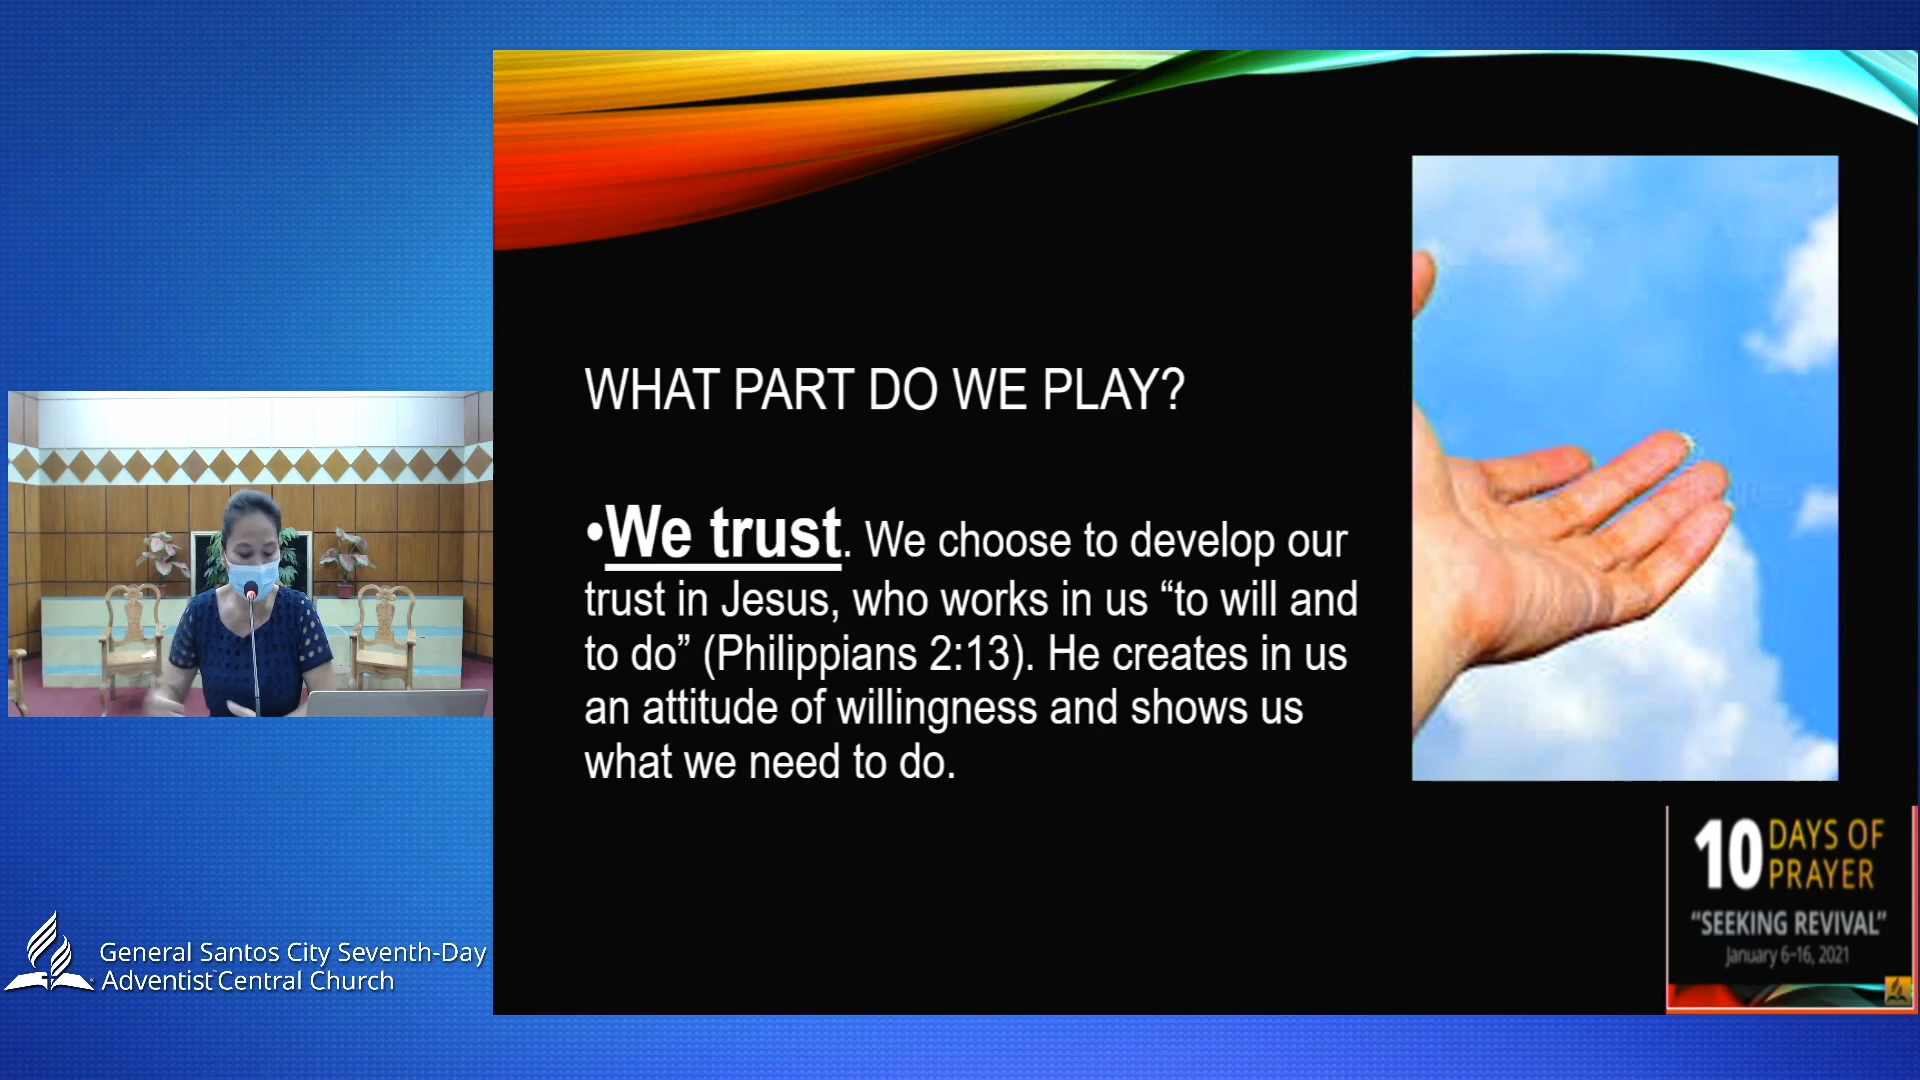 WHAT PART DO WE PLAY?
•We trust. We choose to develop our
trust in Jesus, who works in us “to will and
to do” (Philippians 2:13). He creates in us
an attitude of willingness and shows us
what we need to do.
10 DAYS OF
PRAYER
“SEEKING REVIVAL”
January 6-16, 2021
General Santos City Seventh-Day
Adventist Central Church